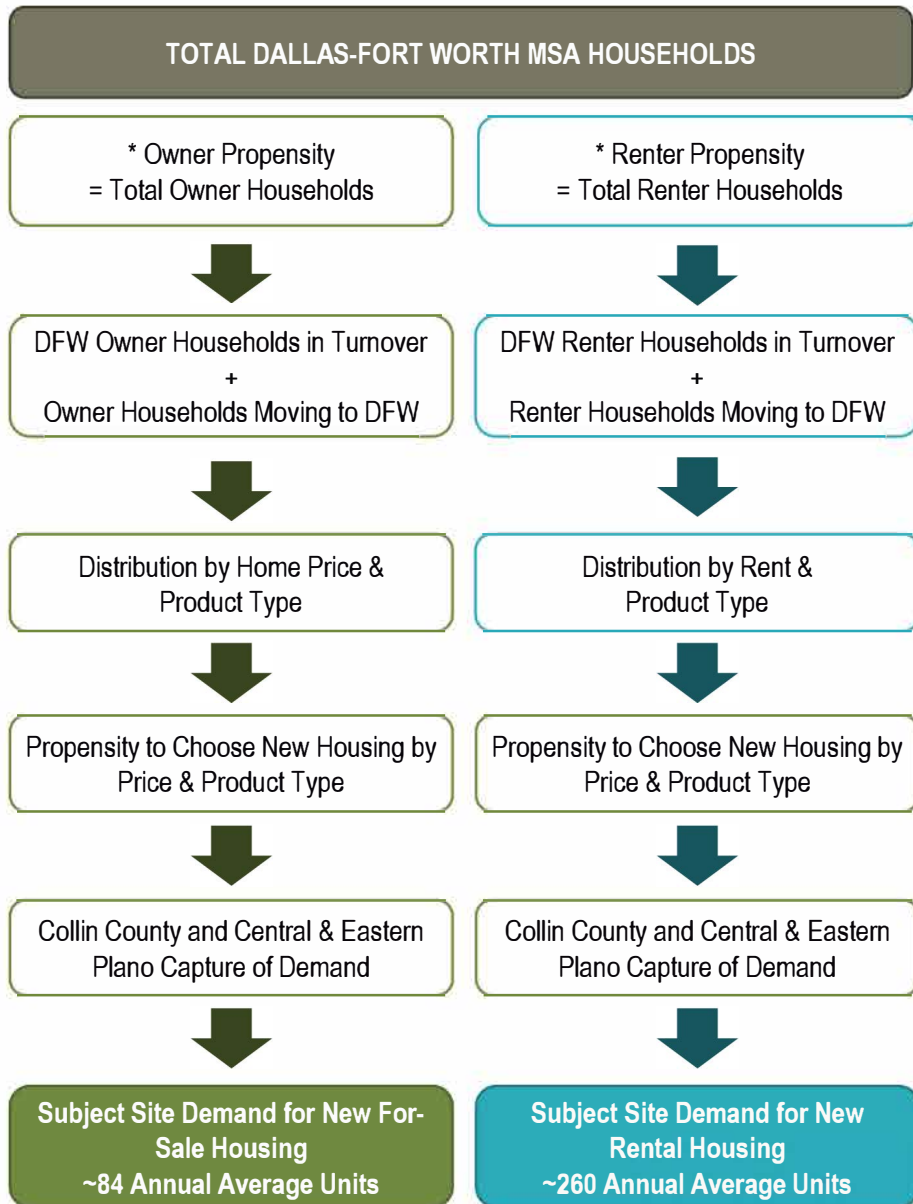 TOTAL DALLAS-FORT WORTH MSA HOUSEHOLDS
* Owner Propensity
= Total Owner Households
* Renter Propensity
= Total Renter Households
DFW Owner Households in Turnover
+
Owner Households Moving to DFW
DFW Renter Households in Turnover
+
Renter Households Moving to DFW
Distribution by Home Price &
Product Type
Distribution by Rent &
Product Type
Propensity to Choose New Housing by
Price & Product Type
Propensity to Choose New Housing by
Price & Product Type
Collin County and Central & Eastern
Plano Capture of Demand
Collin County and Central & Eastern
Plano Capture of Demand
Subject Site Demand for New For-
Sale Housing
~84 Annual Average Units
Subject Site Demand for New
Rental Housing
~260 Annual Average Units